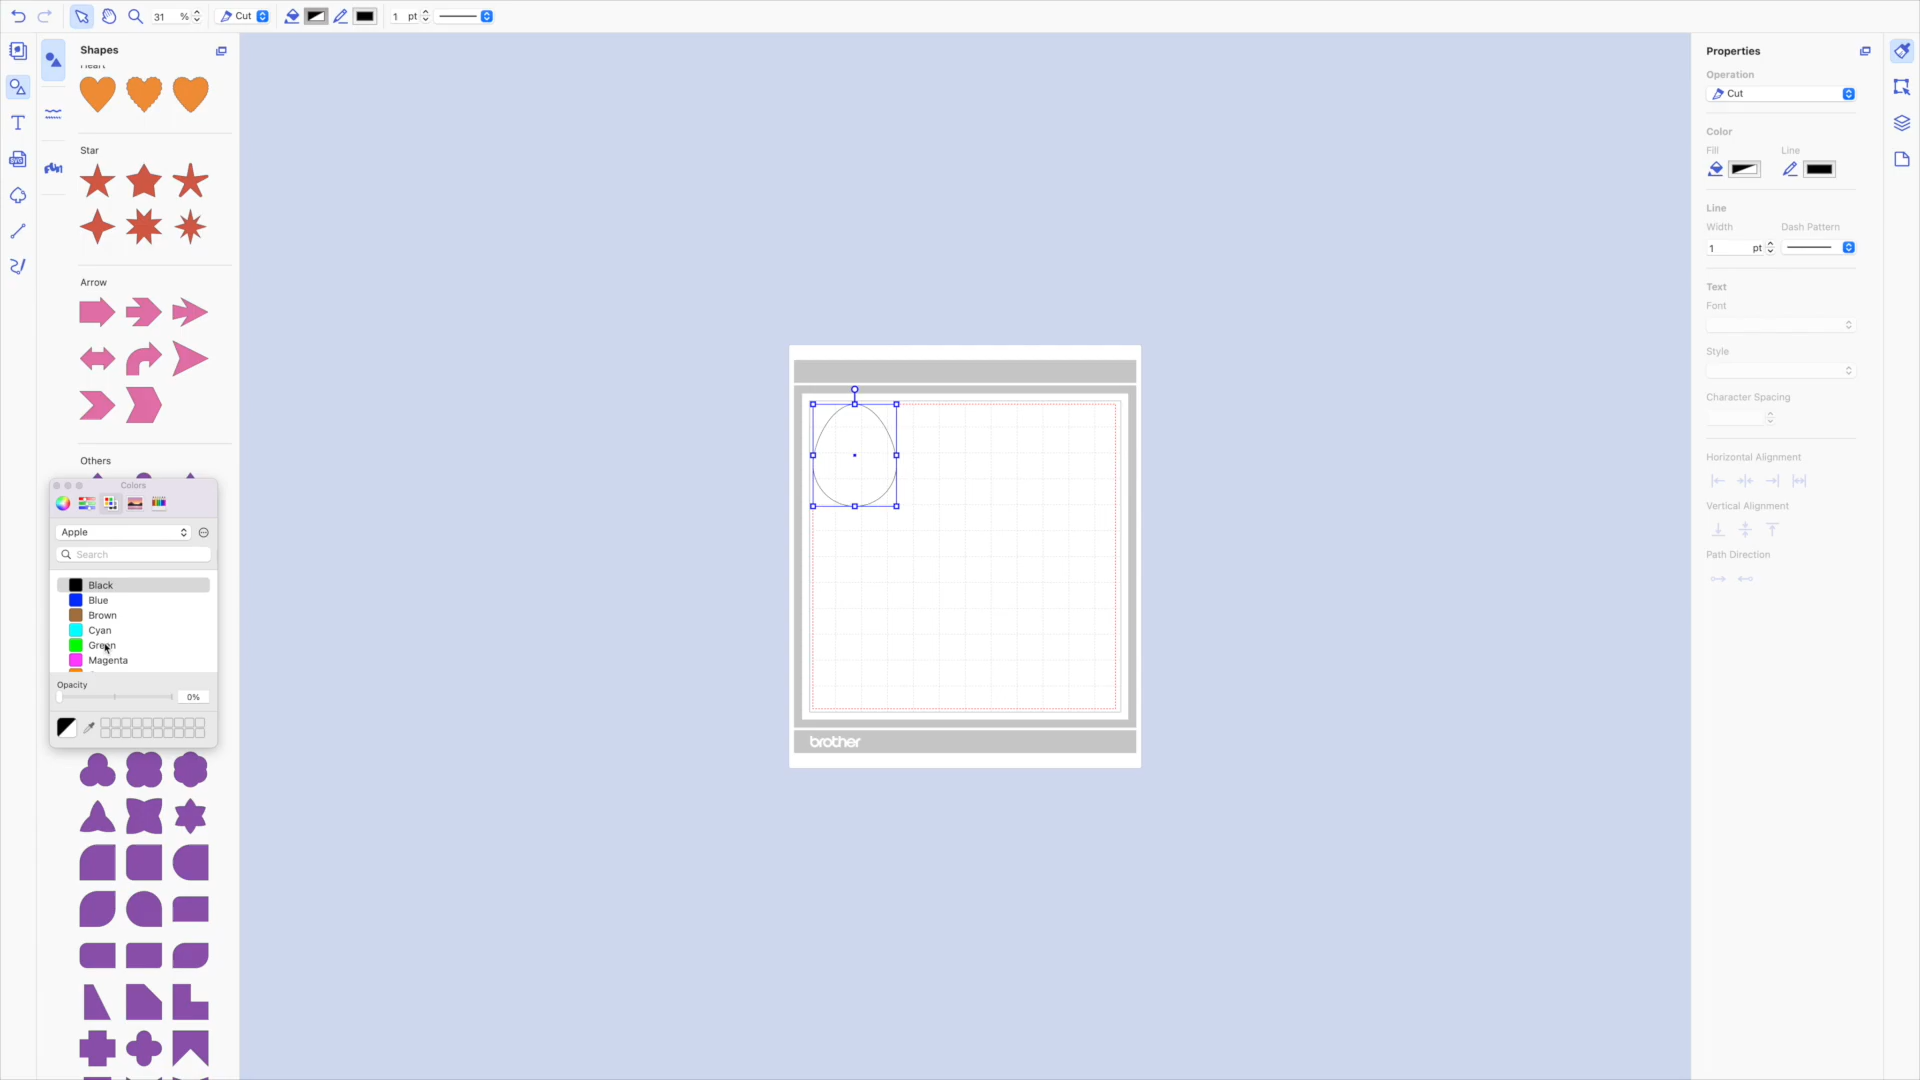 31 %
Cut
1 pt
Shapes
Heart
Star
Arrow
Others
Colors
Apple
Search
Black
Blue
Brown
Cyan
Green
Magenta
Opacity
0%
brother
Properties
Operation
Cut
Color
Fill Line
Line
Width Dash Pattern
1 pt
Text
Font
Style
Character Spacing
Horizontal Alignment
Vertical Alignment
Path Direction